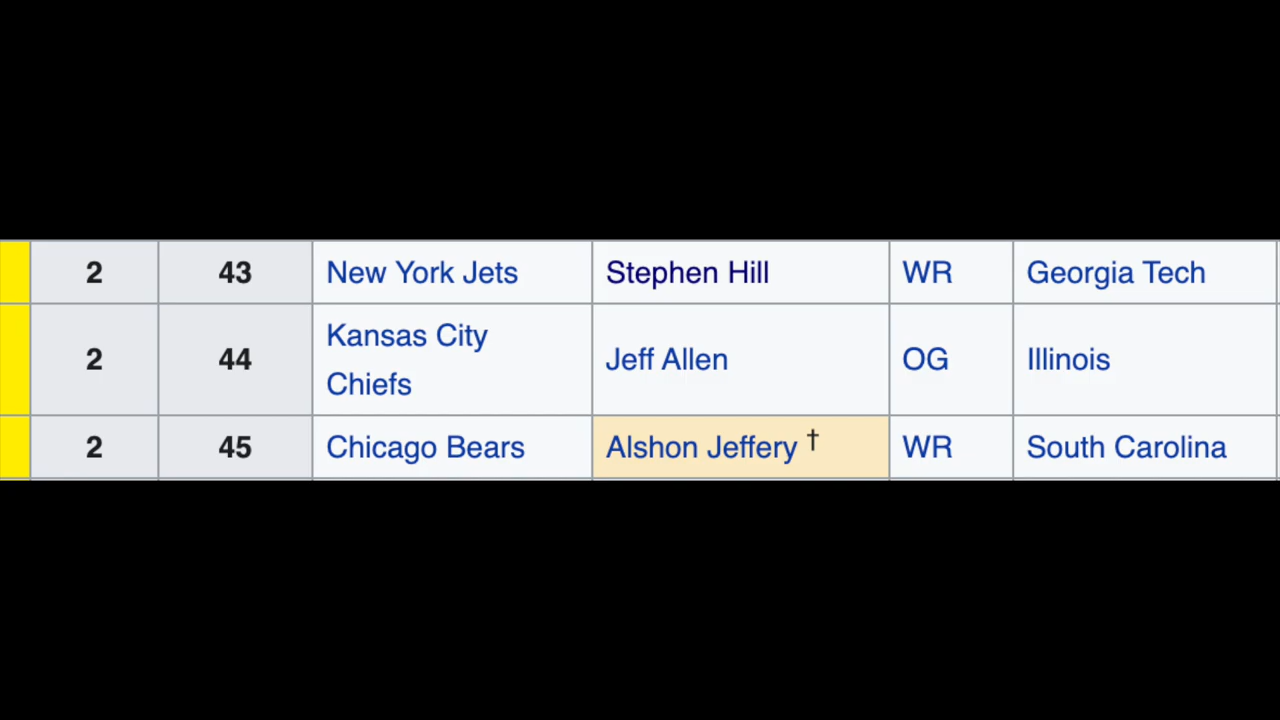 2 43 New York Jets Stephen Hill WR Georgia Tech
2 44 Kansas City Chiefs Jeff Allen OG Illinois
2 45 Chicago Bears Alshon Jeffery † WR South Carolina